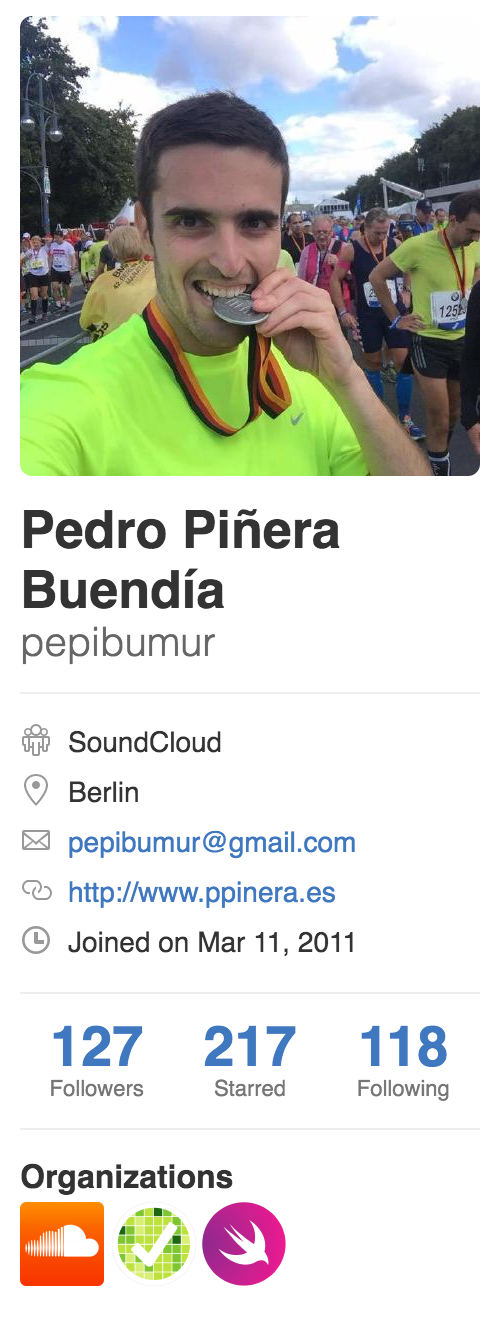 125
Pedro Piñera
Buendía
pepibumur
SoundCloud
Berlin
pepibumur@gmail.com
http://www.ppinera.es
Joined on Mar 11, 2011
127 217 118
Followers Starred Following
Organizations